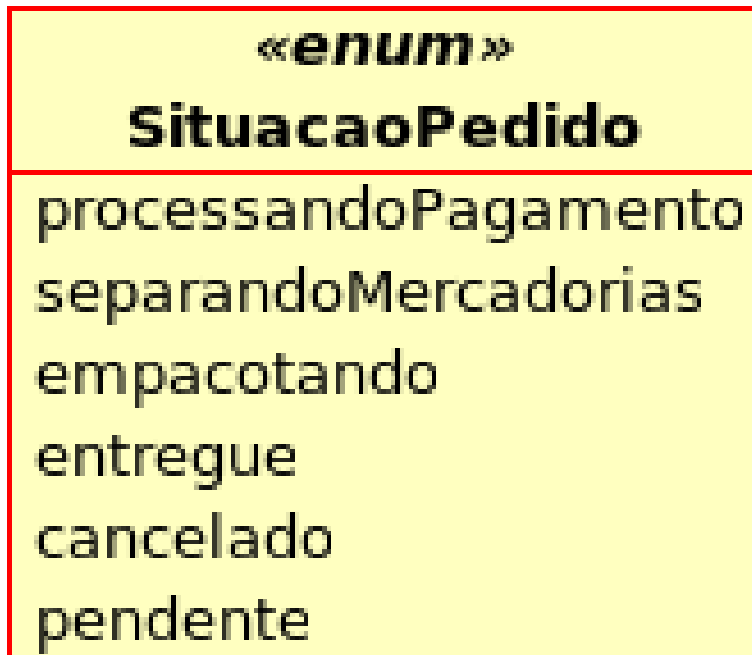 «enum»
SituacaoPedido
processandoPagamento
separandoMercadorias
empacotando
entregue
cancelado
pendente